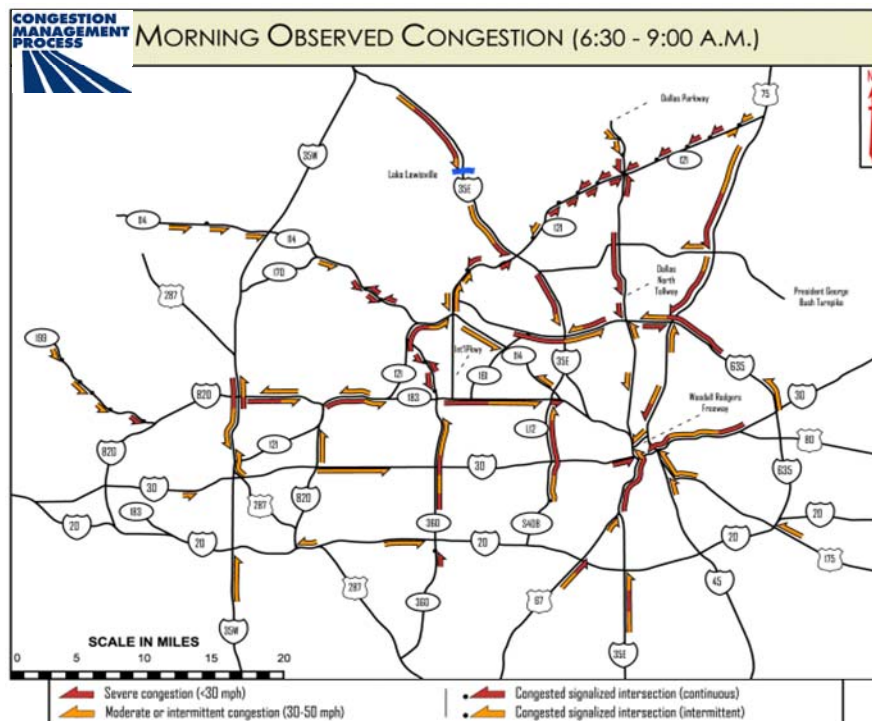 CONGESTION
MANAGEMENT
PROCESS
MORNING OBSERVED CONGESTION (6:30 - 9:00 A.M.)
Dallas Parkway
75
35W
121
Lake Lewisville
35E
114
121
114
170
287
Dallas
North
Tollway
President George
Bush Turnpike
199
Int'l Pkwy
35E
114
635
121
161
820
183
30
Woodall Rodgers
Freeway
L12
80
121
820
30
30
635
287
820
20
183
360
S408
20
20
20
20
20
175
287
45
360
67
35W
35E
SCALE IN MILES
0 5 10 15 20
Severe congestion (<30 mph)
Congested signalized intersection (continuous)
Moderate or intermittent congestion (30-50 mph)
Congested signalized intersection (intermittent)